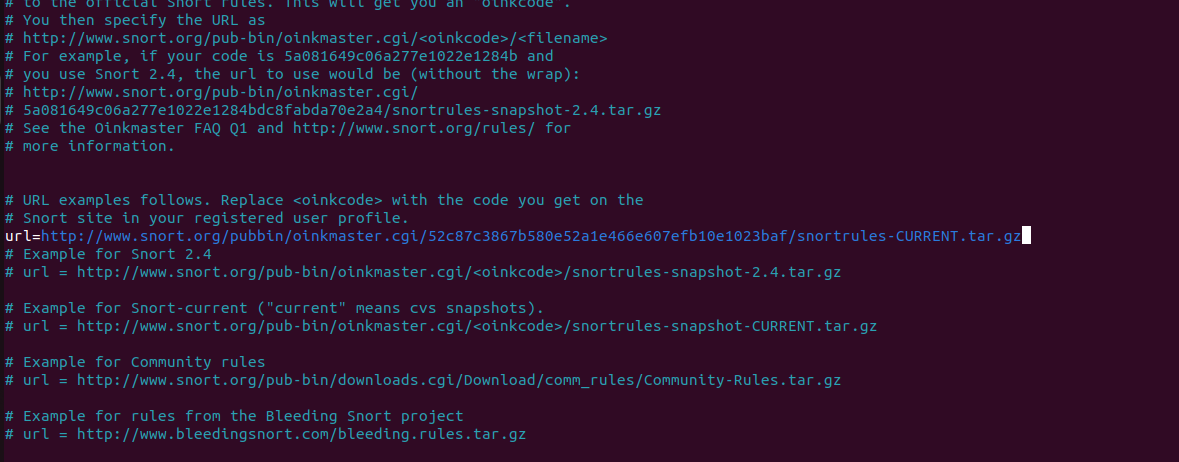 # to the official Snort rules. This will get you an "oinkcode".
# You then specify the URL as
# http://www.snort.org/pub-bin/oinkmaster.cgi/<oinkcode>/<filename>
# For example, if your code is 5a081649c06a277e1022e1284b and
# you use Snort 2.4, the url to use would be (without the wrap):
# http://www.snort.org/pub-bin/oinkmaster.cgi/
# 5a081649c06a277e1022e1284bdc8fabda70e2a4/snortrules-snapshot-2.4.tar.gz
# See the Oinkmaster FAQ Q1 and http://www.snort.org/rules/ for
# more information.
# URL examples follows. Replace <oinkcode> with the code you get on the
# Snort site in your registered user profile.
url=http://www.snort.org/pubbin/oinkmaster.cgi/52c87c3867b580e52a1e466e607efb10e1023baf/snortrules-CURRENT.tar.gz
# Example for Snort 2.4
# url = http://www.snort.org/pub-bin/oinkmaster.cgi/<oinkcode>/snortrules-snapshot-2.4.tar.gz
# Example for Snort-current ("current" means cvs snapshots).
# url = http://www.snort.org/pub-bin/oinkmaster.cgi/<oinkcode>/snortrules-snapshot-CURRENT.tar.gz
# Example for Community rules
# url = http://www.snort.org/pub-bin/downloads.cgi/Download/comm_rules/Community-Rules.tar.gz
# Example for rules from the Bleeding Snort project
# url = http://www.bleedingsnort.com/bleeding.rules.tar.gz